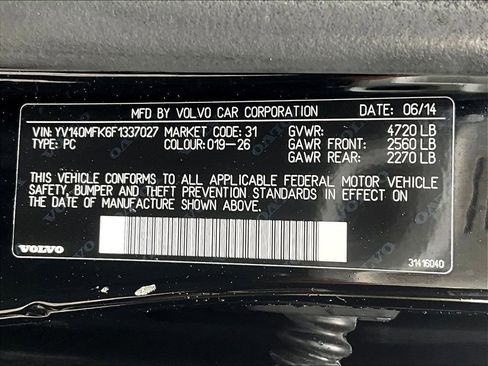 MFD BY VOLVO CAR CORPORATION DATE: 06/14
VIN: YV140MFK6F1337027 MARKET CODE: 31 GVWR: 4720 LB
TYPE: PC COLOUR: 019-26 GAWR FRONT: 2560 LB
GAWR REAR: 2270 LB
THIS VEHICLE CONFORMS TO ALL APPLICABLE FEDERAL MOTOR VEHICLE
SAFETY, BUMPER AND THEFT PREVENTION STANDARDS IN EFFECT ON
THE DATE OF MANUFACTURE SHOWN ABOVE.
VOLVO 31416040